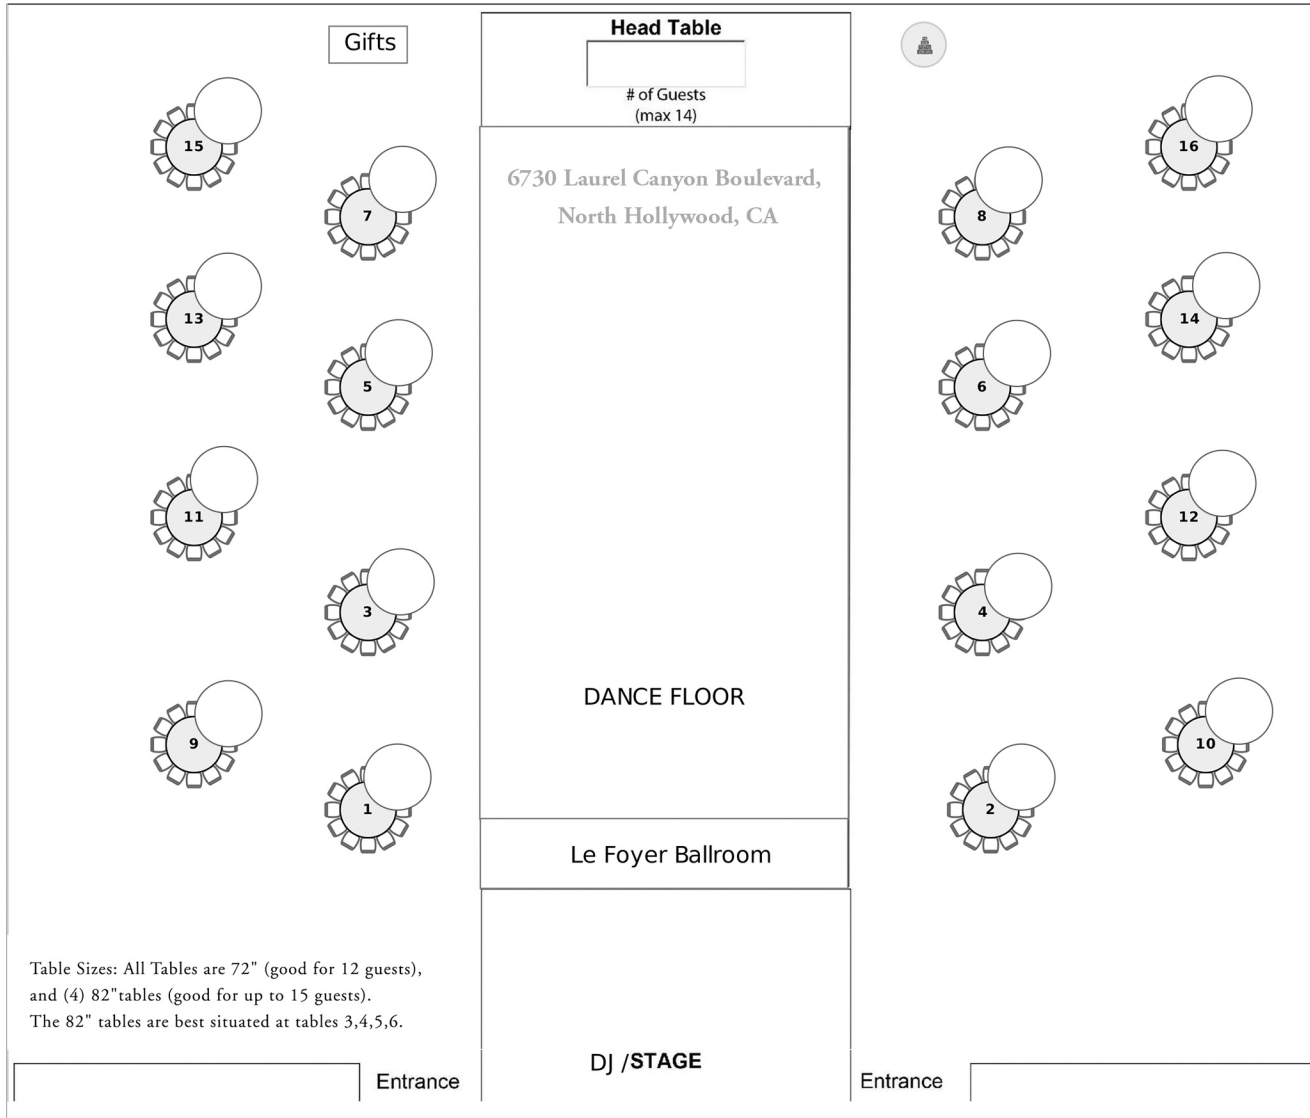 Gifts
Head Table
# of Guests
(max 14)
15
16
6730 Laurel Canyon Boulevard,
North Hollywood, CA
7
8
13
14
5
6
11
12
3
4
DANCE FLOOR
9
10
1
2
Le Foyer Ballroom
Table Sizes: All Tables are 72" (good for 12 guests),
and (4) 82"tables (good for up to 15 guests).
The 82" tables are best situated at tables 3,4,5,6.
DJ /STAGE
Entrance
Entrance